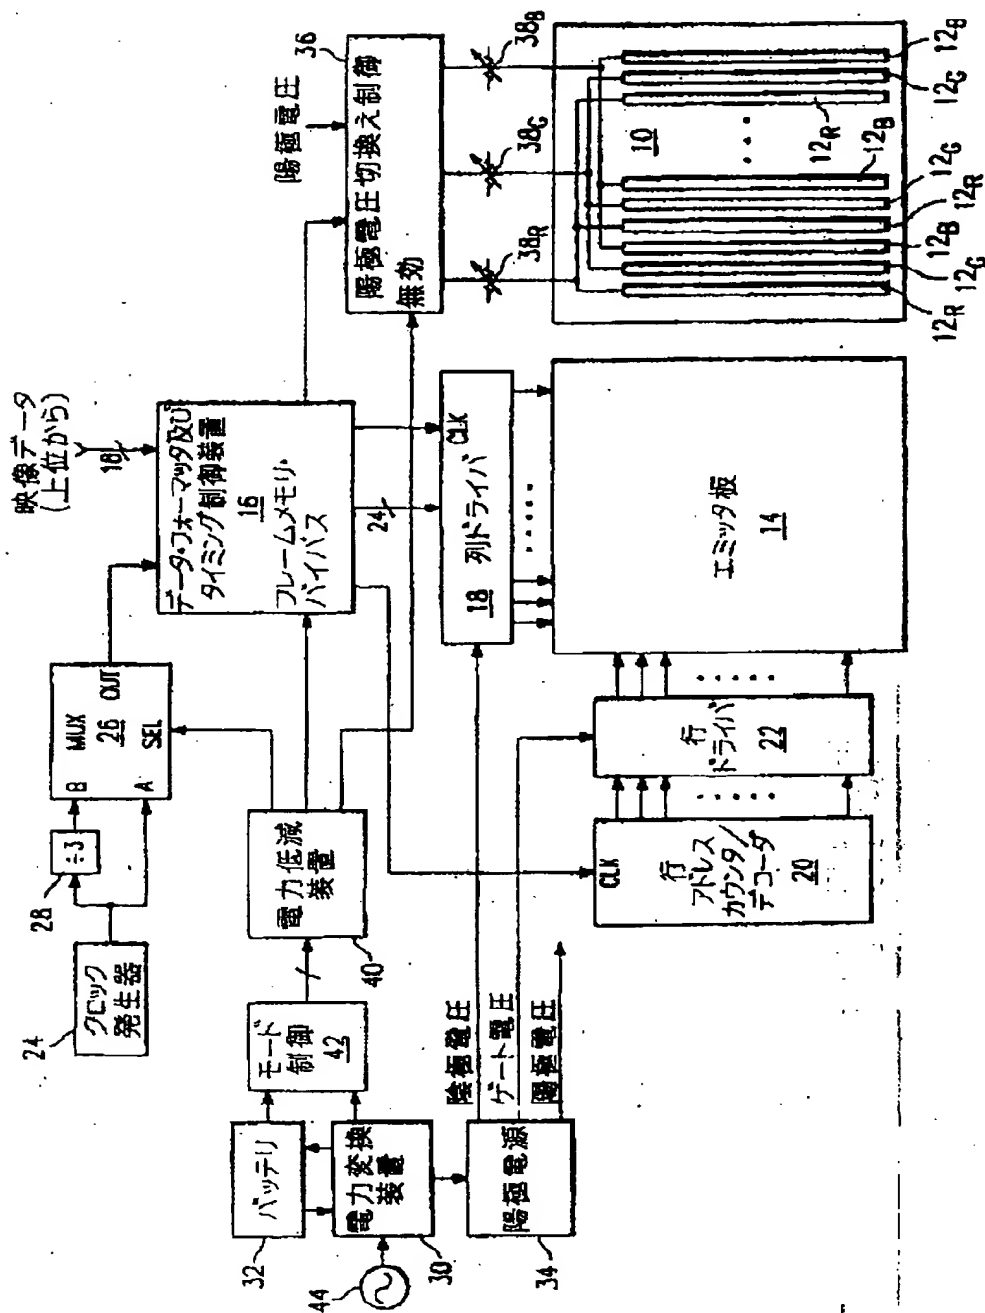 映像データ
(上位から)
18
陽極電圧
36
陽極電圧切換え制御
無効
38R
38G
38B
24
クロック
発生器
28
÷3
B
A
MUX
26
OUT
SEL
データ・フォーマッタ及び
タイミング制御装置
16
フレームメモリ・
バイパス
24
32
バッテリ
44
電力変換
装置
30
モード
制御
42
電力低減
装置
40
陽極電源
34
陰極電圧
ゲート電圧
陽極電圧
18 列ドライバ
CLK
CLK
行
アドレス
カウンタ/
デコーダ
20
行
ドライバ
22
エミッタ板
14
10
12R
12G
12B
12R
12G
12B
12R
12G
12B